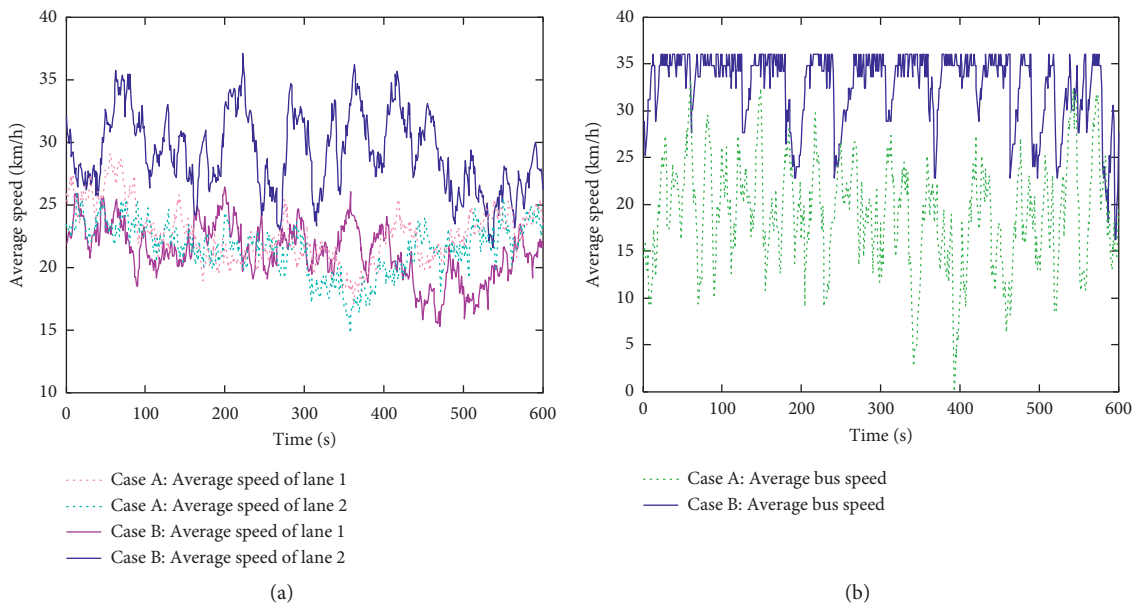 40
35
30
25
20
15
10
0 100 200 300 400 500 600
Average speed (km/h)
Time (s)
Case A: Average speed of lane 1
Case A: Average speed of lane 2
Case B: Average speed of lane 1
Case B: Average speed of lane 2
(a)
40
35
30
25
20
15
10
5
0
0 100 200 300 400 500 600
Average speed (km/h)
Time (s)
Case A: Average bus speed
Case B: Average bus speed
(b)